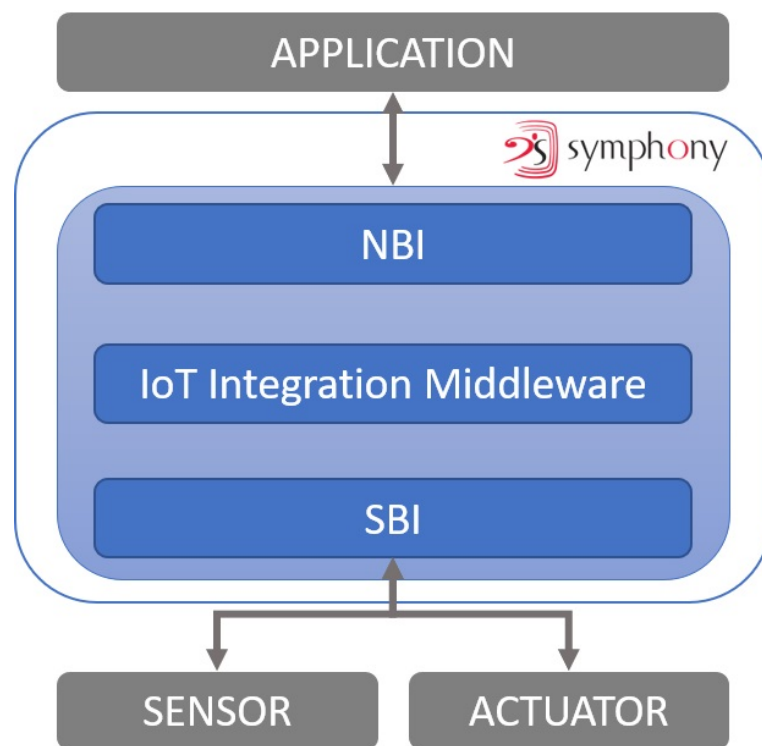 APPLICATION
symphony
NBI
IoT Integration Middleware
SBI
SENSOR
ACTUATOR